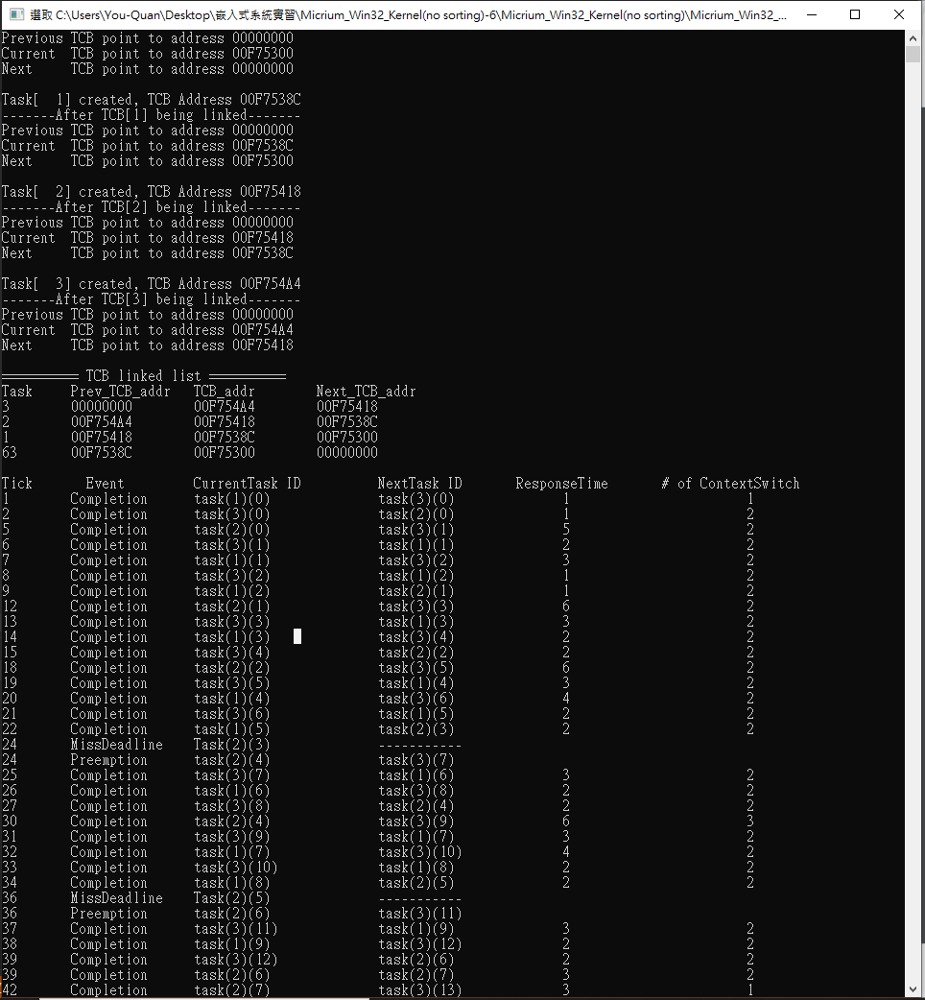 選取 C:\Users\You-Quan\Desktop\嵌入式系統實習\Micrium_Win32_Kernel(no sorting)-6\Micrium_Win32_Kernel(no sorting)\Micrium_Win32_...
Previous TCB point to address 00000000
Current  TCB point to address 00F75300
Next     TCB point to address 00000000
Task[  1] created, TCB Address 00F7538C
-------After TCB[1] being linked-------
Previous TCB point to address 00000000
Current  TCB point to address 00F7538C
Next     TCB point to address 00F75300
Task[  2] created, TCB Address 00F75418
-------After TCB[2] being linked-------
Previous TCB point to address 00000000
Current  TCB point to address 00F75418
Next     TCB point to address 00F7538C
Task[  3] created, TCB Address 00F754A4
-------After TCB[3] being linked-------
Previous TCB point to address 00000000
Current  TCB point to address 00F754A4
Next     TCB point to address 00F75418
========== TCB linked list ==========
Task Prev_TCB_addr TCB_addr Next_TCB_addr
3 00000000 00F754A4 00F75418
2 00F754A4 00F75418 00F7538C
1 00F75418 00F7538C 00F75300
63 00F7538C 00F75300 00000000
Tick Event CurrentTask ID NextTask ID ResponseTime # of ContextSwitch
1 Completion task(1)(0) task(3)(0) 1 1
2 Completion task(3)(0) task(2)(0) 1 2
5 Completion task(2)(0) task(3)(1) 5 2
6 Completion task(3)(1) task(1)(1) 2 2
7 Completion task(1)(1) task(3)(2) 3 2
8 Completion task(3)(2) task(1)(2) 1 2
9 Completion task(1)(2) task(2)(1) 1 2
12 Completion task(2)(1) task(3)(3) 6 2
13 Completion task(3)(3) task(1)(3) 3 2
14 Completion task(1)(3) task(3)(4) 2 2
15 Completion task(3)(4) task(2)(2) 2 2
18 Completion task(2)(2) task(3)(5) 6 2
19 Completion task(3)(5) task(1)(4) 3 2
20 Completion task(1)(4) task(3)(6) 4 2
21 Completion task(3)(6) task(1)(5) 2 2
22 Completion task(1)(5) task(2)(3) 2 2
24 MissDeadline Task(2)(3) -----------
24 Preemption task(2)(4) task(3)(7)
25 Completion task(3)(7) task(1)(6) 3 2
26 Completion task(1)(6) task(3)(8) 2 2
27 Completion task(3)(8) task(2)(4) 2 2
30 Completion task(2)(4) task(3)(9) 6 3
31 Completion task(3)(9) task(1)(7) 3 2
32 Completion task(1)(7) task(3)(10) 4 2
33 Completion task(3)(10) task(1)(8) 2 2
34 Completion task(1)(8) task(2)(5) 2 2
36 MissDeadline Task(2)(5) -----------
36 Preemption task(2)(6) task(3)(11)
37 Completion task(3)(11) task(1)(9) 3 2
38 Completion task(1)(9) task(3)(12) 2 2
39 Completion task(3)(12) task(2)(6) 2 2
39 Completion task(2)(6) task(2)(7) 3 2
42 Completion task(2)(7) task(3)(13) 3 1